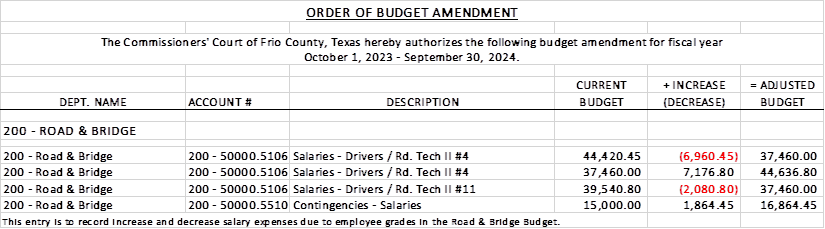 ORDER OF BUDGET AMENDMENT
The Commissioners' Court of Frio County, Texas hereby authorizes the following budget amendment for fiscal year
October 1, 2023 - September 30, 2024.
CURRENT + INCREASE = ADJUSTED
DEPT. NAME ACCOUNT # DESCRIPTION BUDGET (DECREASE) BUDGET
200 - ROAD & BRIDGE
200 - Road & Bridge 200 - 50000.5106 Salaries - Drivers / Rd. Tech II #4 44,420.45 (6,960.45) 37,460.00
200 - Road & Bridge 200 - 50000.5106 Salaries - Drivers / Rd. Tech II #4 37,460.00 7,176.80 44,636.80
200 - Road & Bridge 200 - 50000.5106 Salaries - Drivers / Rd. Tech II #11 39,540.80 (2,080.80) 37,460.00
200 - Road & Bridge 200 - 50000.5510 Contingencies - Salaries 15,000.00 1,864.45 16,864.45
This entry is to record increase and decrease salary expenses due to employee grades in the Road & Bridge Budget.